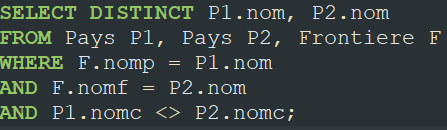 SELECT DISTINCT P1.nom, P2.nom
FROM Pays P1, Pays P2, Frontiere F
WHERE F.nomp = P1.nom
AND F.nomf = P2.nom
AND P1.nomc <> P2.nomc;